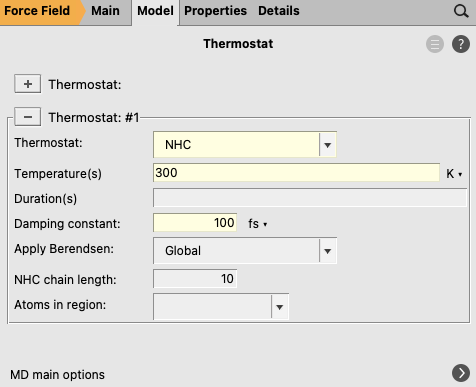 Force Field Main Model Properties Details
Thermostat
?
+ Thermostat:
− Thermostat: #1
Thermostat: NHC
Temperature(s) 300 K
Duration(s)
Damping constant: 100 fs
Apply Berendsen: Global
NHC chain length: 10
Atoms in region:
MD main options